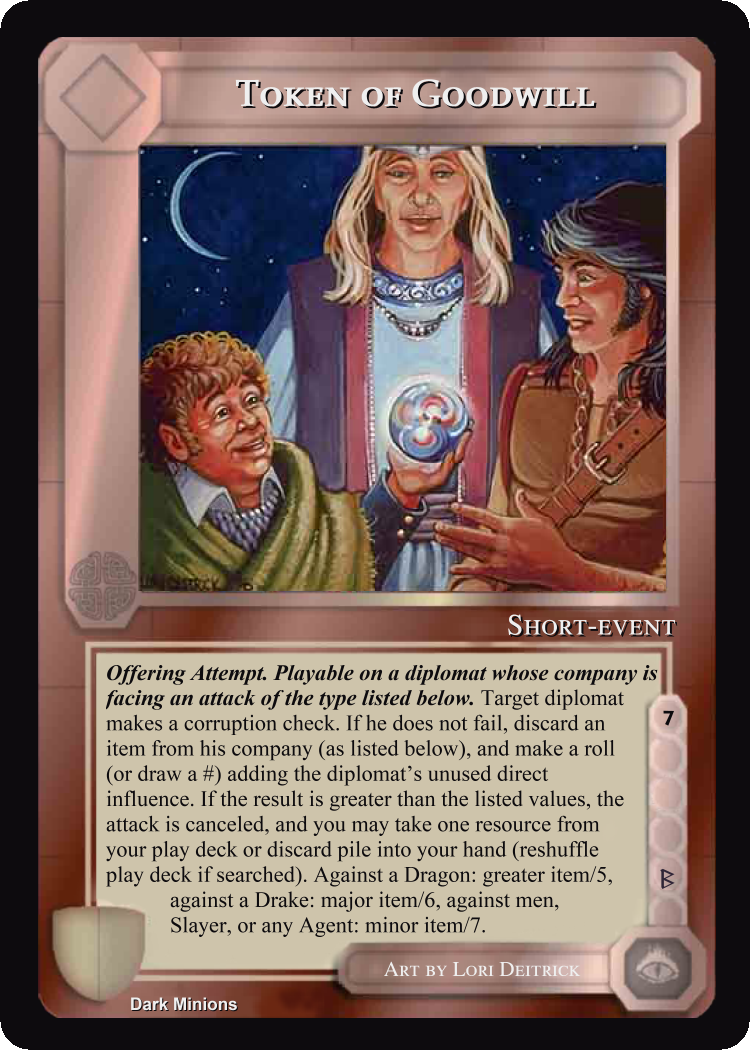 Token of Goodwill
Short-event
Offering Attempt. Playable on a diplomat whose company is
facing an attack of the type listed below. Target diplomat
makes a corruption check. If he does not fail, discard an
item from his company (as listed below), and make a roll
(or draw a #) adding the diplomat's unused direct
influence. If the result is greater than the listed values, the
attack is canceled, and you may take one resource from
your play deck or discard pile into your hand (reshuffle
play deck if searched). Against a Dragon: greater item/5,
against a Drake: major item/6, against men,
Slayer, or any Agent: minor item/7.
7
Art by Lori Deitrick
Dark Minions